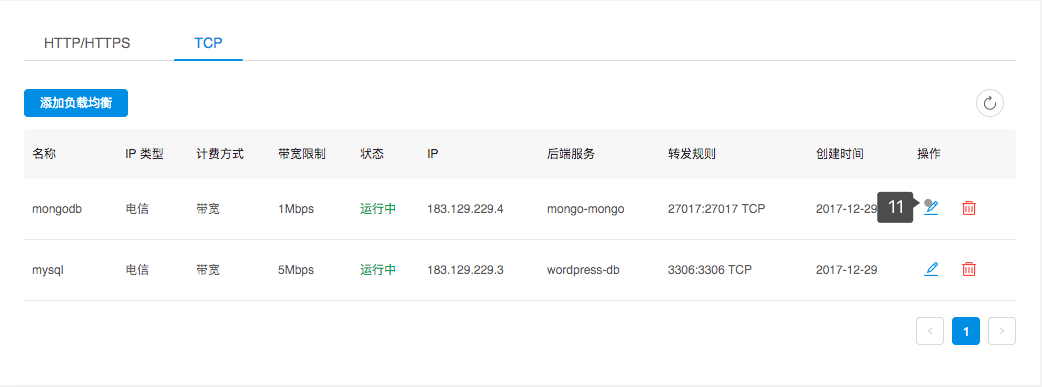 HTTP/HTTPS TCP
添加负载均衡
名称 IP 类型 计费方式 带宽限制 状态 IP 后端服务 转发规则 创建时间 操作
mongodb 电信 带宽 1Mbps 运行中 183.129.229.4 mongo-mongo 27017:27017 TCP 2017-12-29 11
mysql 电信 带宽 5Mbps 运行中 183.129.229.3 wordpress-db 3306:3306 TCP 2017-12-29
< 1 >